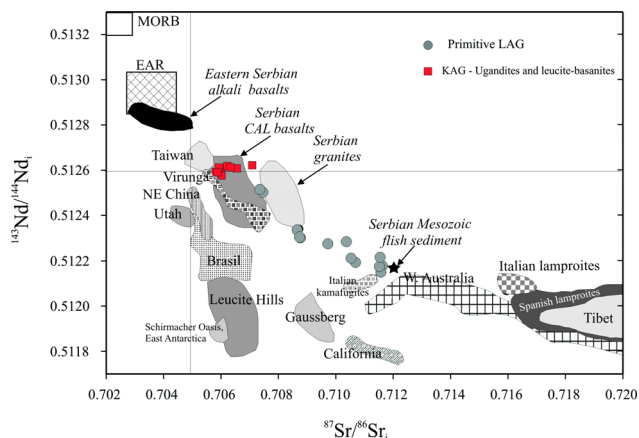 MORB
EAR
Eastern Serbian
alkali basalts
Primitive LAG
KAG - Ugandites and leucite-basanites
Serbian
CAL basalts
Serbian
granites
Taiwan
Virunga
NE China
Utah
Brasil
Leucite Hills
Schirmacher Oasis,
East Antarctica
Serbian Mesozoic
flish sediment
Italian
kamafugites
W. Australia
Italian lamproites
Spanish lamproites
Tibet
Gaussberg
California
0.5133
0.5132
0.5130
0.5128
0.5126
0.5124
0.5122
0.5120
0.5118
0.5117
¹⁴³Nd/¹⁴⁴Ndᵢ
0.702 0.704 0.706 0.708 0.710 0.712 0.714 0.716 0.718 0.720
⁸⁷Sr/⁸⁶Srᵢ